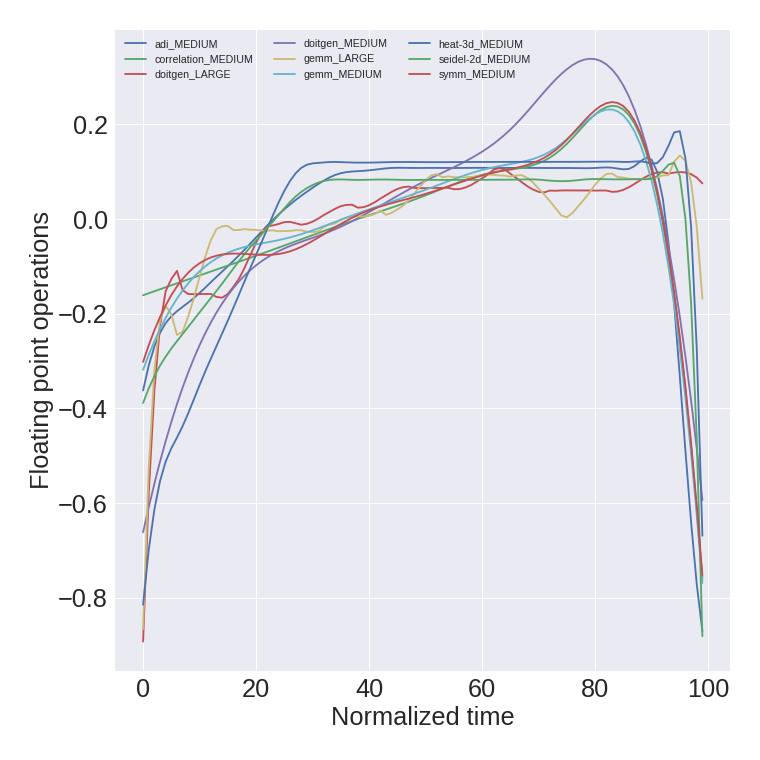 adi_MEDIUM doitgen_MEDIUM heat-3d_MEDIUM
correlation_MEDIUM gemm_LARGE seidel-2d_MEDIUM
doitgen_LARGE gemm_MEDIUM symm_MEDIUM
0.2
0.0
−0.2
−0.4
−0.6
−0.8
Floating point operations
0 20 40 60 80 100
Normalized time